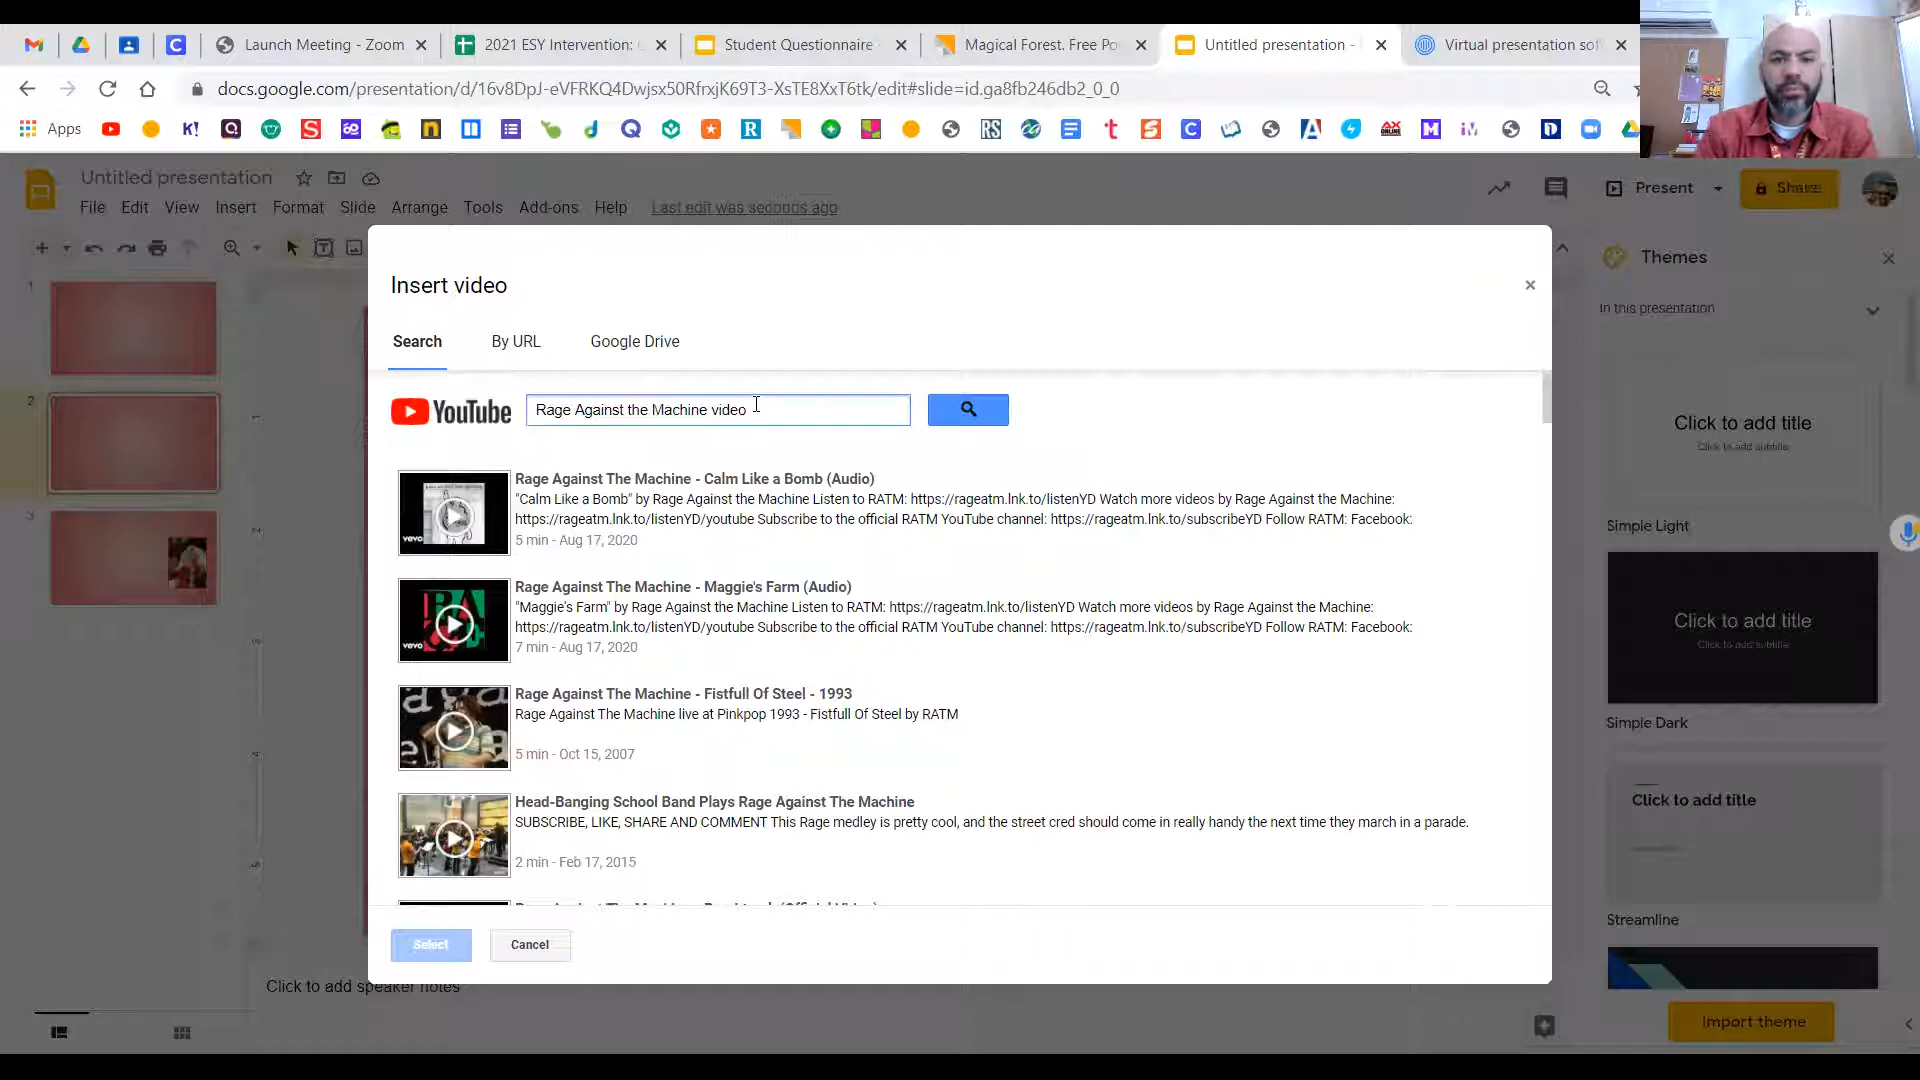 Launch Meeting - Zoom
2021 ESY Intervention:
Student Questionnaire
Magical Forest. Free Po
Untitled presentation -
Virtual presentation sof
docs.google.com/presentation/d/16v8DpJ-eVFRKQ4Dwjsx50RfrxjK69T3-XsTE8XxT6tk/edit#slide=id.ga8fb246db2_0_0
Apps
Untitled presentation
File Edit View Insert Format Slide Arrange Tools Add-ons Help Last edit was seconds ago
Present
Share
Themes
In this presentation
Insert video
Search By URL Google Drive
YouTube Rage Against the Machine video
Rage Against The Machine - Calm Like a Bomb (Audio)
"Calm Like a Bomb" by Rage Against the Machine Listen to RATM: https://rageatm.lnk.to/listenYD Watch more videos by Rage Against the Machine:
https://rageatm.lnk.to/listenYD/youtube Subscribe to the official RATM YouTube channel: https://rageatm.lnk.to/subscribeYD Follow RATM: Facebook:
5 min - Aug 17, 2020
Rage Against The Machine - Maggie's Farm (Audio)
"Maggie's Farm" by Rage Against the Machine Listen to RATM: https://rageatm.lnk.to/listenYD Watch more videos by Rage Against the Machine:
https://rageatm.lnk.to/listenYD/youtube Subscribe to the official RATM YouTube channel: https://rageatm.lnk.to/subscribeYD Follow RATM: Facebook:
7 min - Aug 17, 2020
Rage Against The Machine - Fistfull Of Steel - 1993
Rage Against The Machine live at Pinkpop 1993 - Fistfull Of Steel by RATM
5 min - Oct 15, 2007
Head-Banging School Band Plays Rage Against The Machine
SUBSCRIBE, LIKE, SHARE AND COMMENT This Rage medley is pretty cool, and the street cred should come in really handy the next time they march in a parade.
2 min - Feb 17, 2015
Select Cancel
Click to add speaker notes
Click to add title
Click to add subtitle
Simple Light
Click to add title
Click to add subtitle
Simple Dark
Click to add title
Streamline
Import theme
1
2
3
vevo
vevo